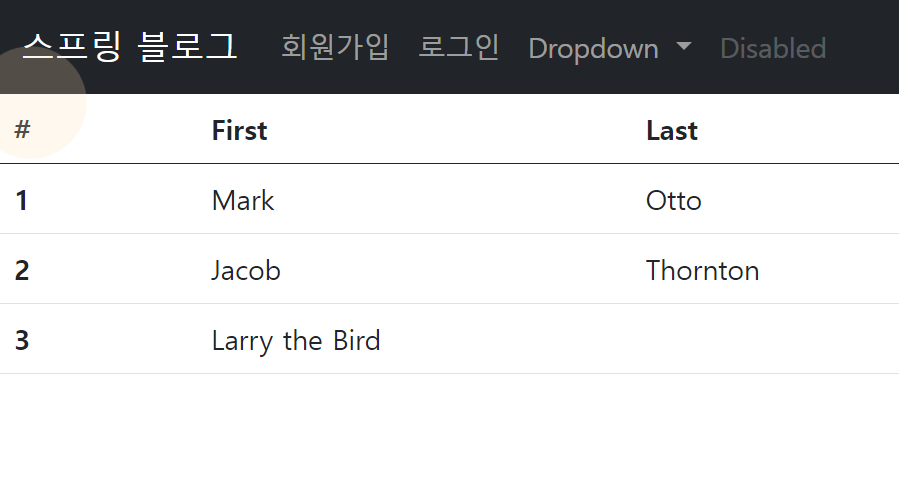 스프링 블로그 회원가입 로그인 Dropdown Disabled
# First Last
1 Mark Otto
2 Jacob Thornton
3 Larry the Bird